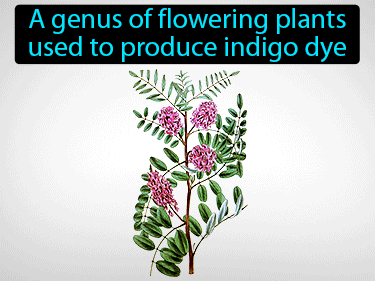 A genus of flowering plants
used to produce indigo dye